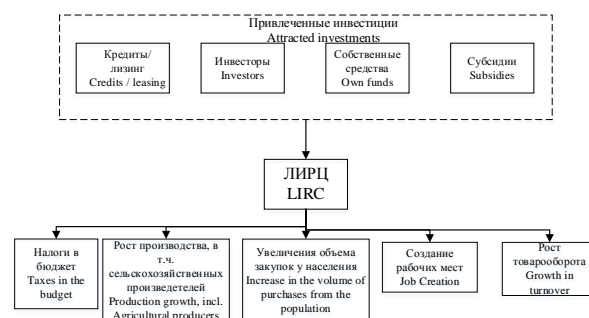 Привлеченные инвестиции
Attracted investments
Кредиты/
лизинг
Credits / leasing
Инвесторы
Investors
Собственные
средства
Own funds
Субсидии
Subsidies
ЛИРЦ
LIRC
Налоги в
бюджет
Taxes in the
budget
Рост производства, в
т.ч.
сельскохозяйственных
произведетелей
Production growth, incl.
Agricultural producers
Увеличения объема
закупок у населения
Increase in the volume of
purchases from the
population
Создание
рабочих мест
Job Creation
Рост
товарооборота
Growth in
turnover